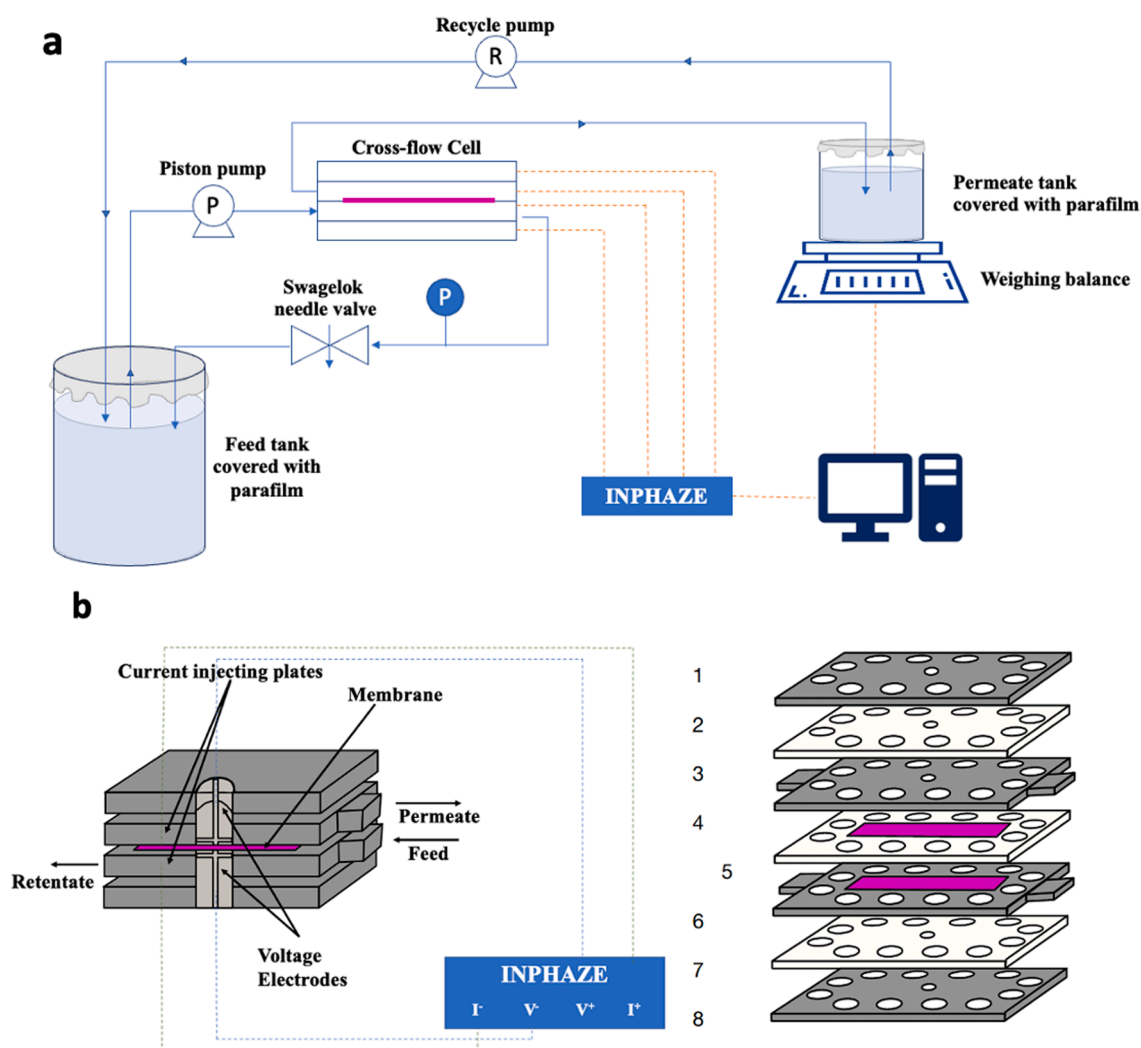 a
Recycle pump
R
Cross-flow Cell
Piston pump
P
Permeate tank
covered with parafilm
Swagelok
needle valve
P
Weighing balance
Feed tank
covered with
parafilm
INPHAZE
b
Current injecting plates
Membrane
Permeate
Feed
Retentate
Voltage
Electrodes
INPHAZE
I- V- V+ I+
1
2
3
4
5
6
7
8